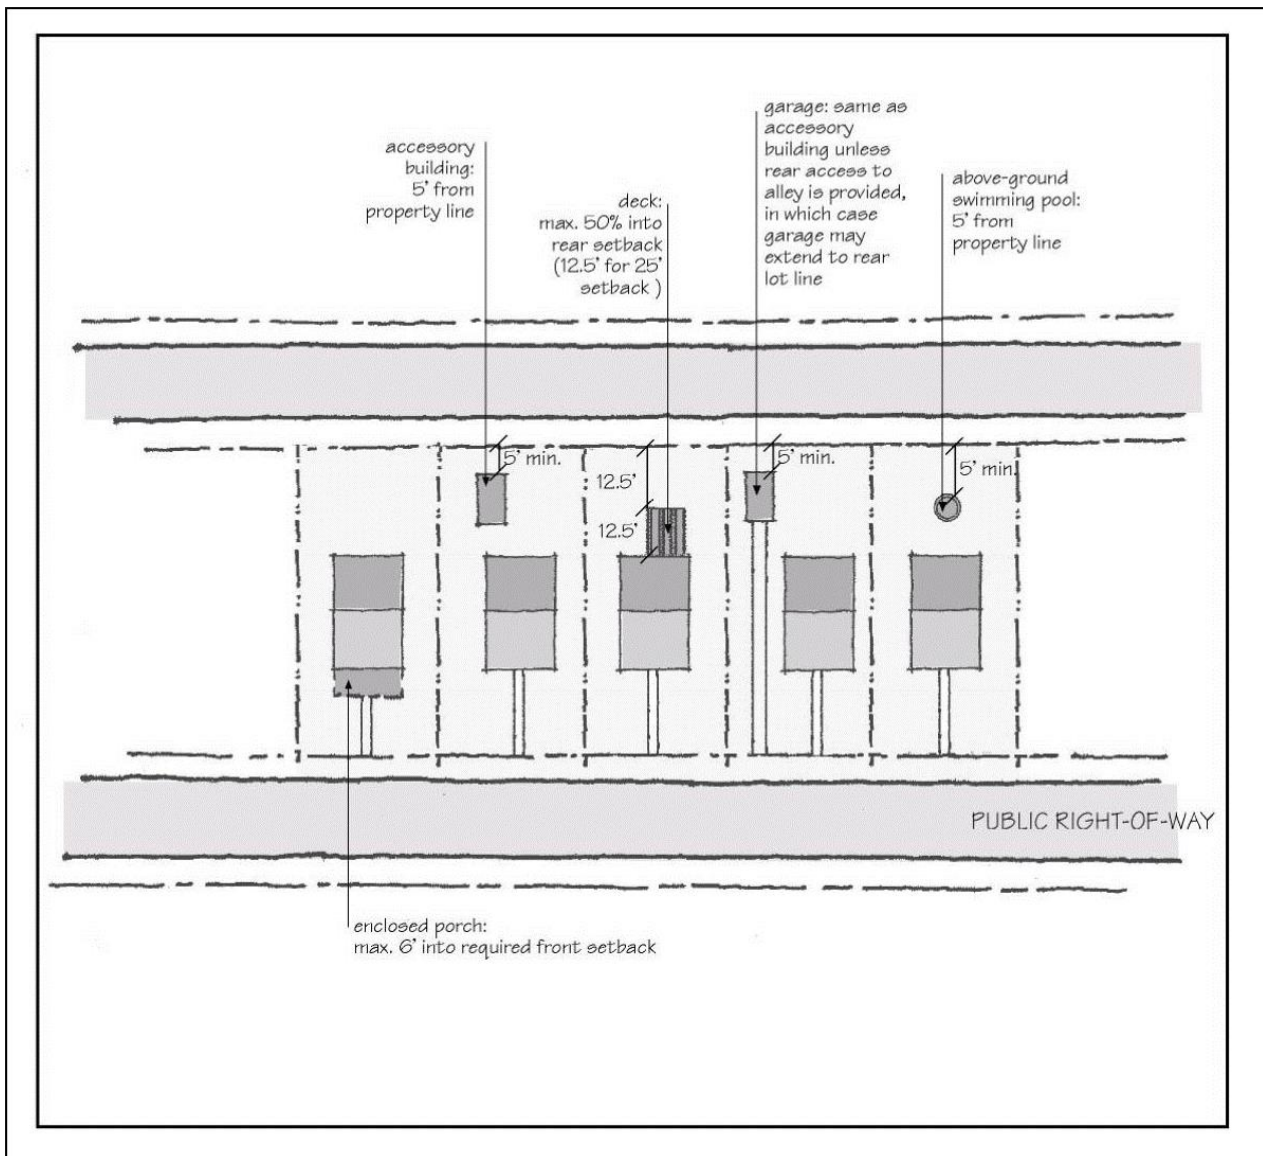 accessory
building:
5' from
property line
deck:
max. 50% into
rear setback
(12.5' for 25'
setback )
garage: same as
accessory
building unless
rear access to
alley is provided,
in which case
garage may
extend to rear
lot line
above-ground
swimming pool:
5' from
property line
5' min.
12.5'
12.5'
5' min.
5' min.
PUBLIC RIGHT-OF-WAY
enclosed porch:
max. 6' into required front setback